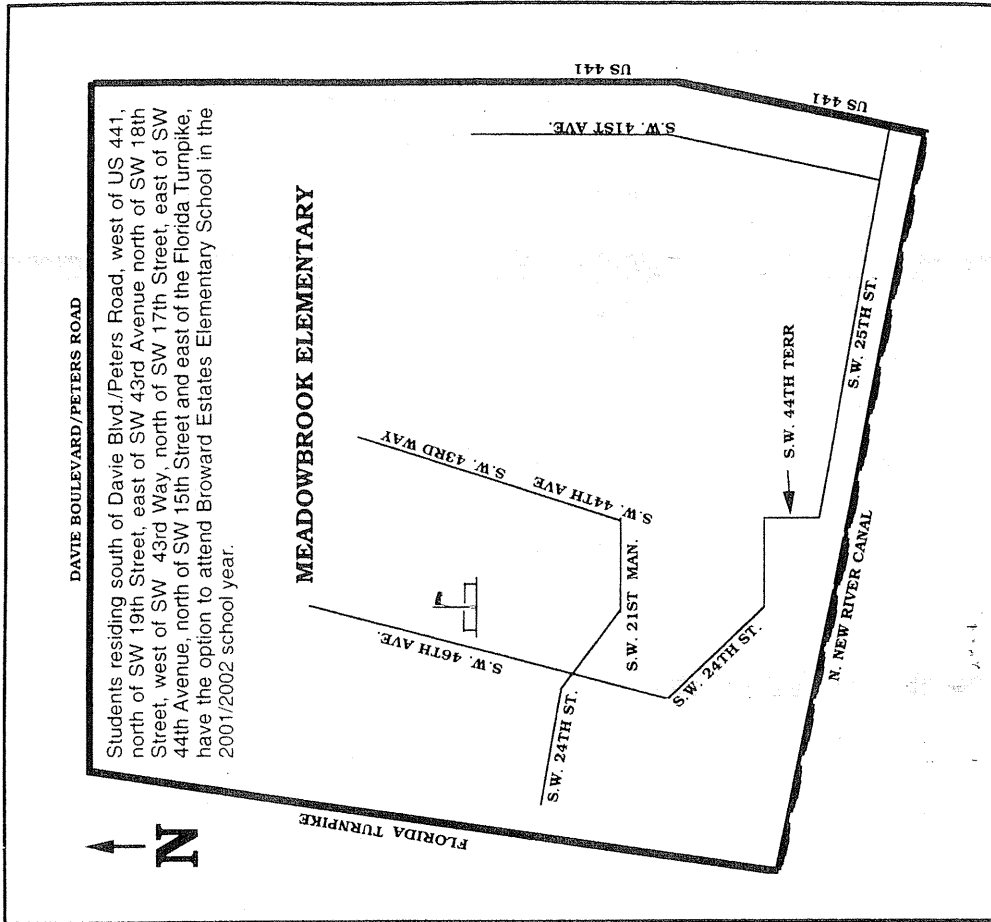 DAVIE BOULEVARD/PETERS ROAD
Students residing south of Davie Blvd./Peters Road, west of US 441,
north of SW 19th Street, east of SW 43rd Avenue north of SW 18th
Street, west of SW 43rd Way, north of SW 17th Street, east of SW
44th Avenue, north of SW 15th Street and east of the Florida Turnpike,
have the option to attend Broward Estates Elementary School in the
2001/2002 school year.
MEADOWBROOK ELEMENTARY
N
FLORIDA TURNPIKE
US 441
US 441
S.W. 41ST AVE.
S.W. 46TH AVE.
S.W. 43RD WAY
S.W. 44TH AVE
S.W. 24TH ST.
S.W. 21ST MAN.
S.W. 24TH ST.
S.W. 44TH TERR
S.W. 25TH ST.
N. NEW RIVER CANAL